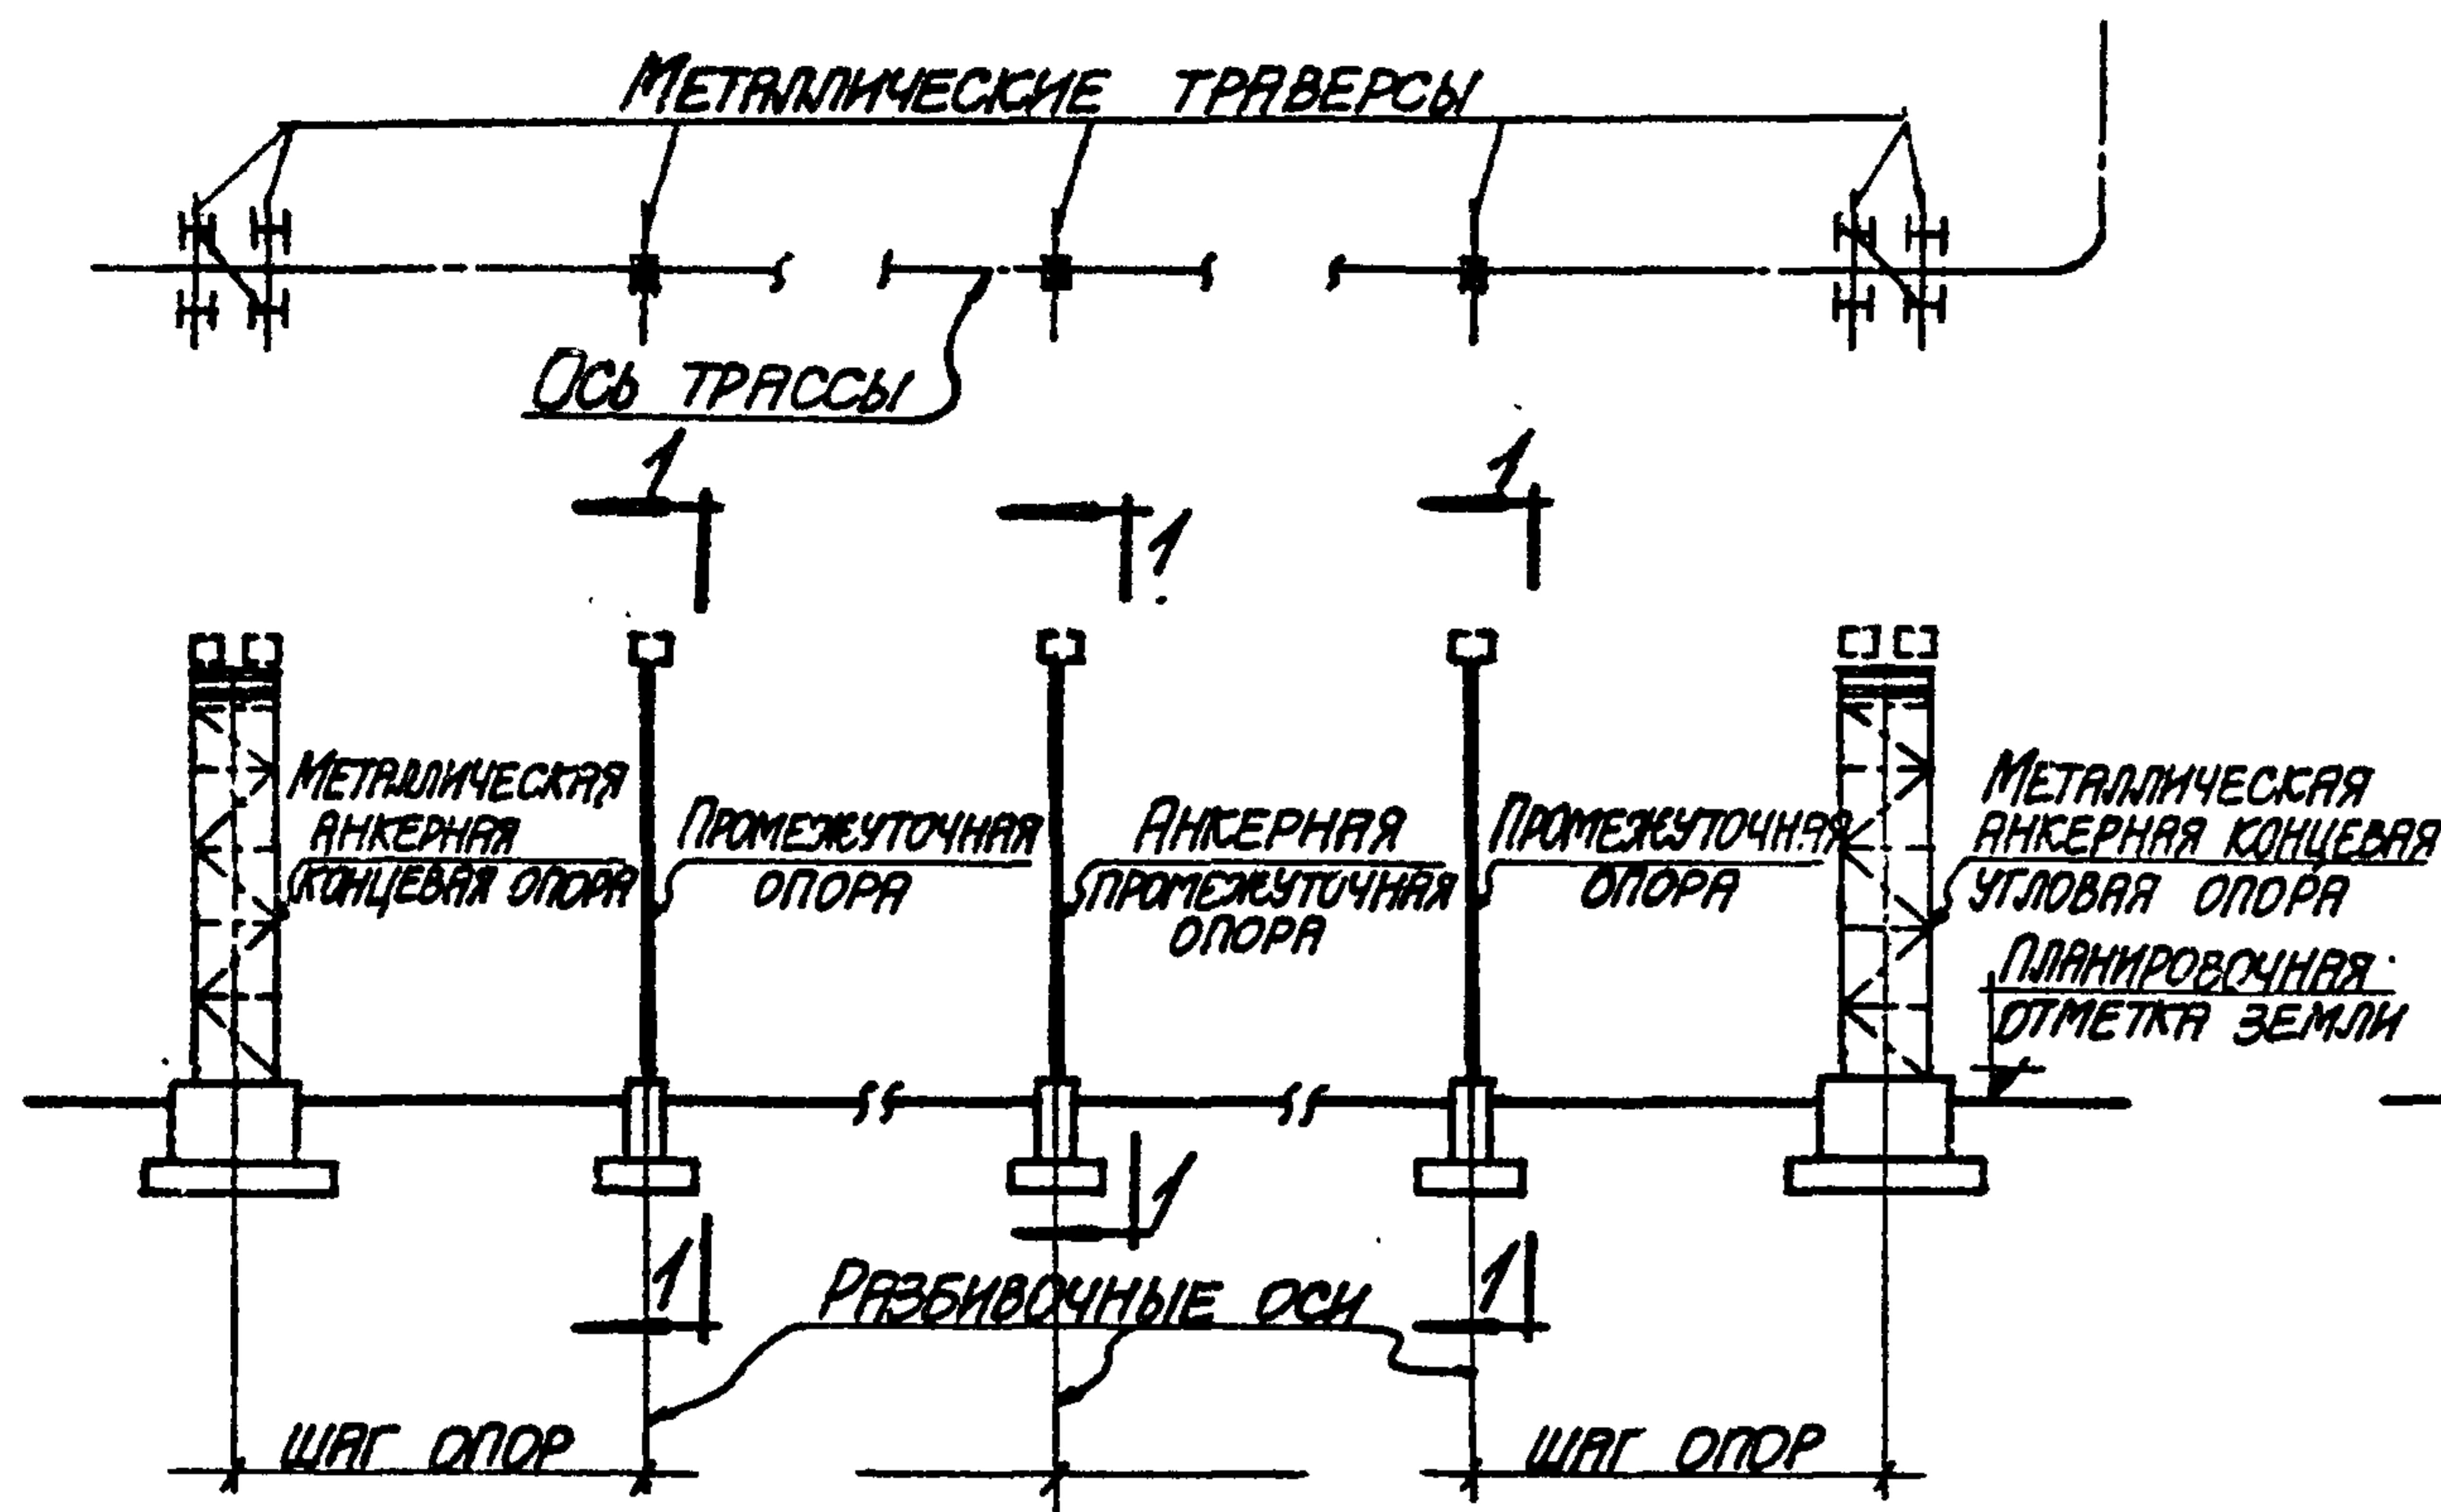 Металлические траверсы
Ось трассы
1
1
1
Металлическая
анкерная
концевая опора
Промежуточная
опора
Анкерная
промежуточная
опора
Промежуточная
опора
Металлическая
анкерная концевая
угловая опора
Планировочная
отметка земли
1
1
1
Разбивочные оси
шаг опор
шаг опор